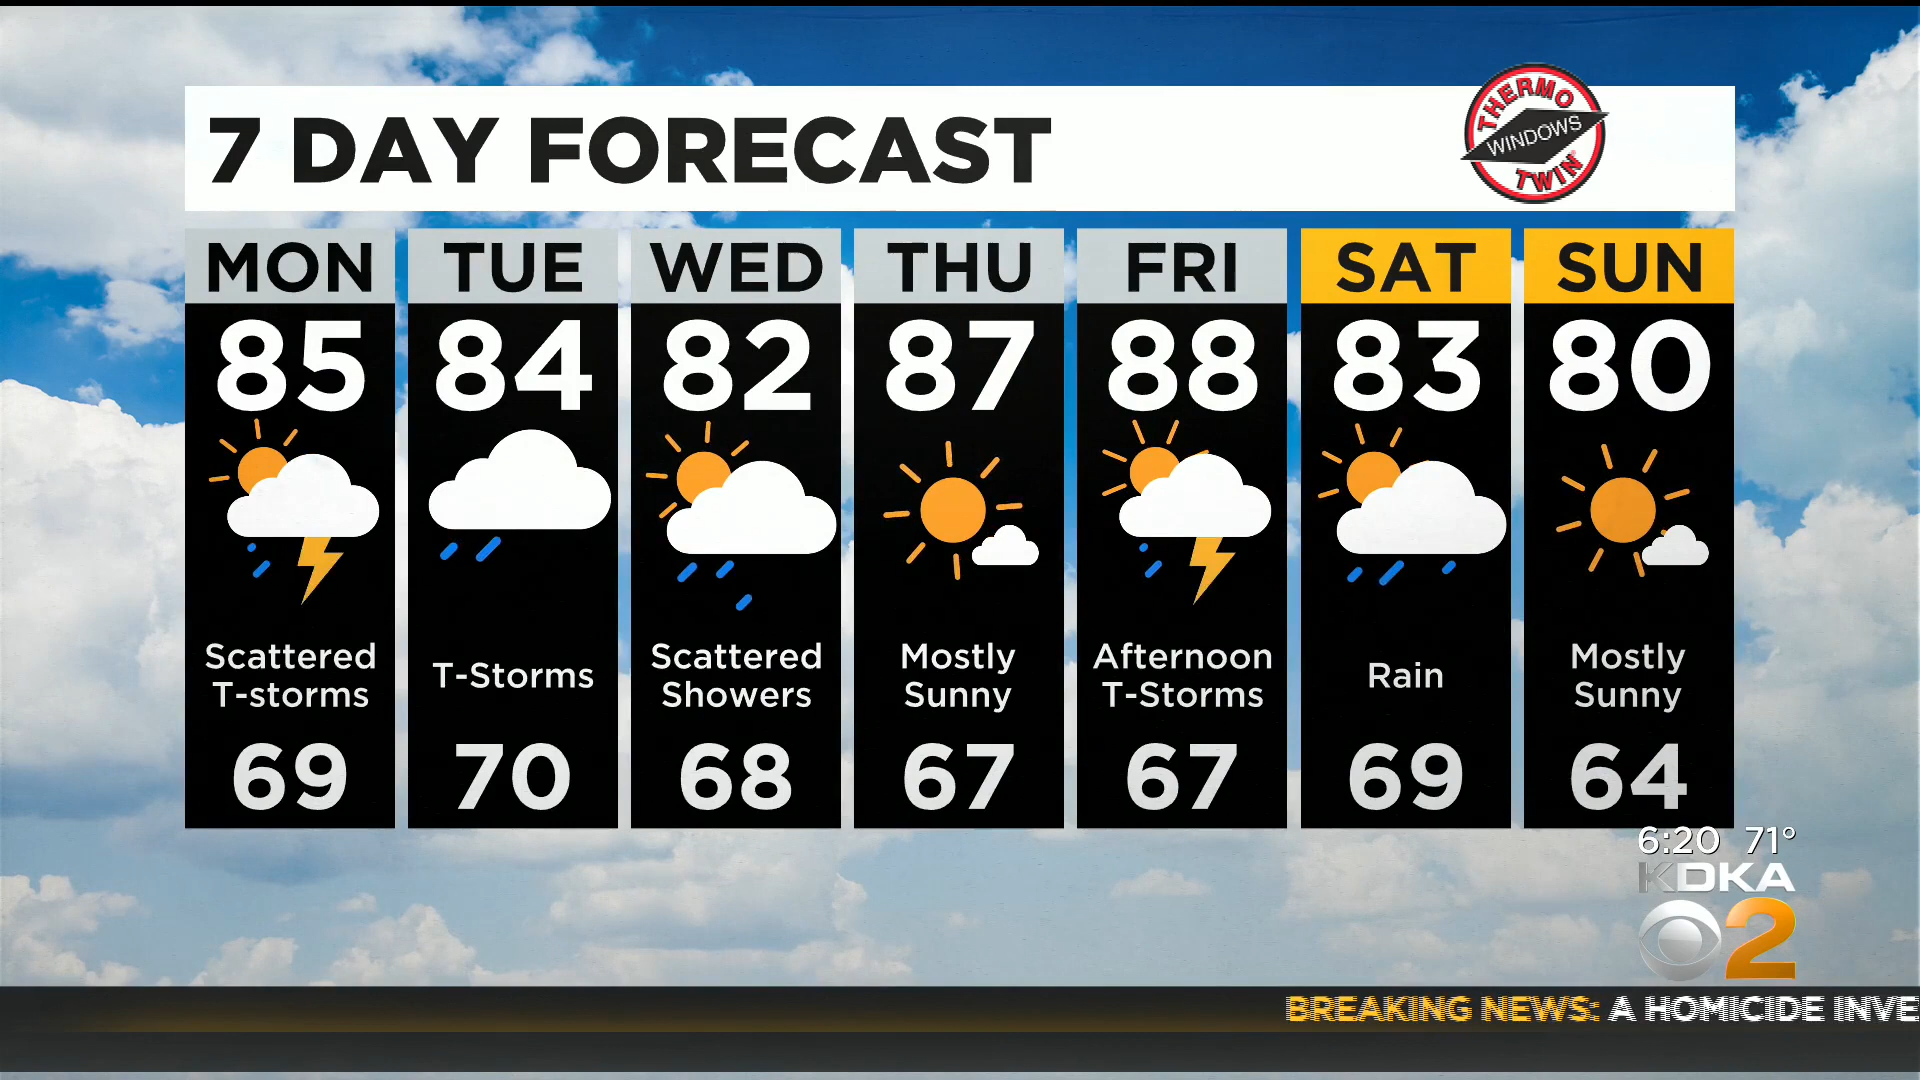 7 DAY FORECAST
THERMO
WINDOWS
TWIN
MON TUE WED THU FRI SAT SUN
85 84 82 87 88 83 80
Scattered
T-storms
T-Storms
Scattered
Showers
Mostly
Sunny
Afternoon
T-Storms
Rain
Mostly
Sunny
69 70 68 67 67 69 64
6:20 71°
KDKA
2
BREAKING NEWS: A HOMICIDE INVE